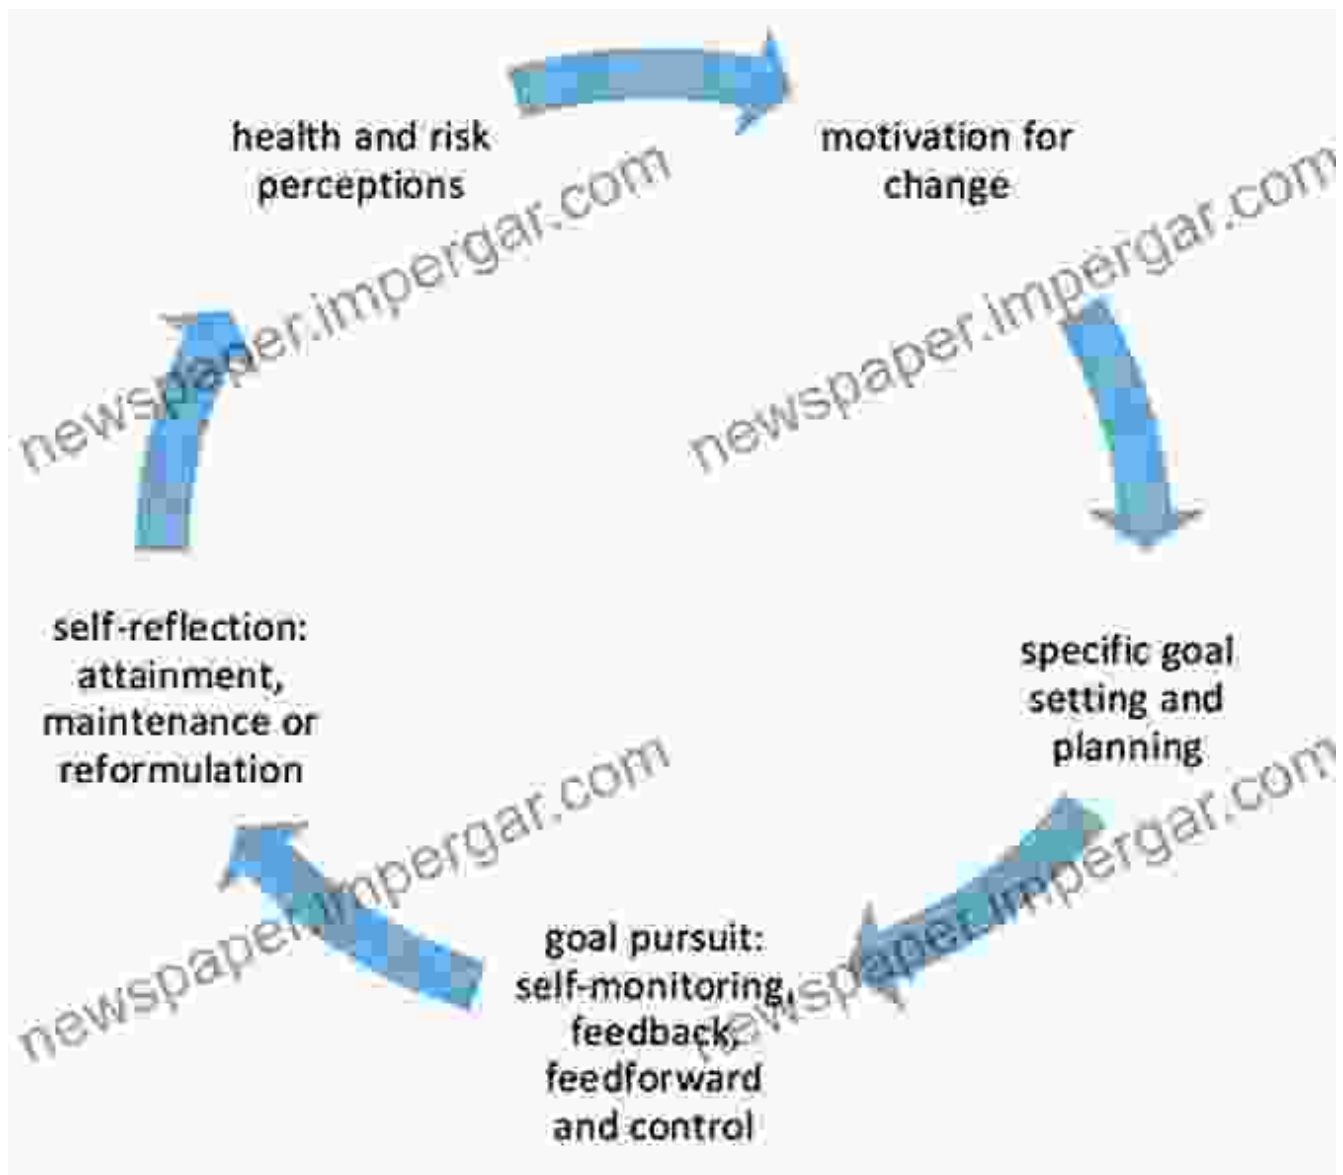 health and risk
perceptions
motivation for
change
specific goal
setting and
planning
goal pursuit:
self-monitoring,
feedback,
feedforward
and control
self-reflection:
attainment,
maintenance or
reformulation
newspaper.impergar.com
newspaper.impergar.com
newspaper.impergar.com
newspaper.impergar.com